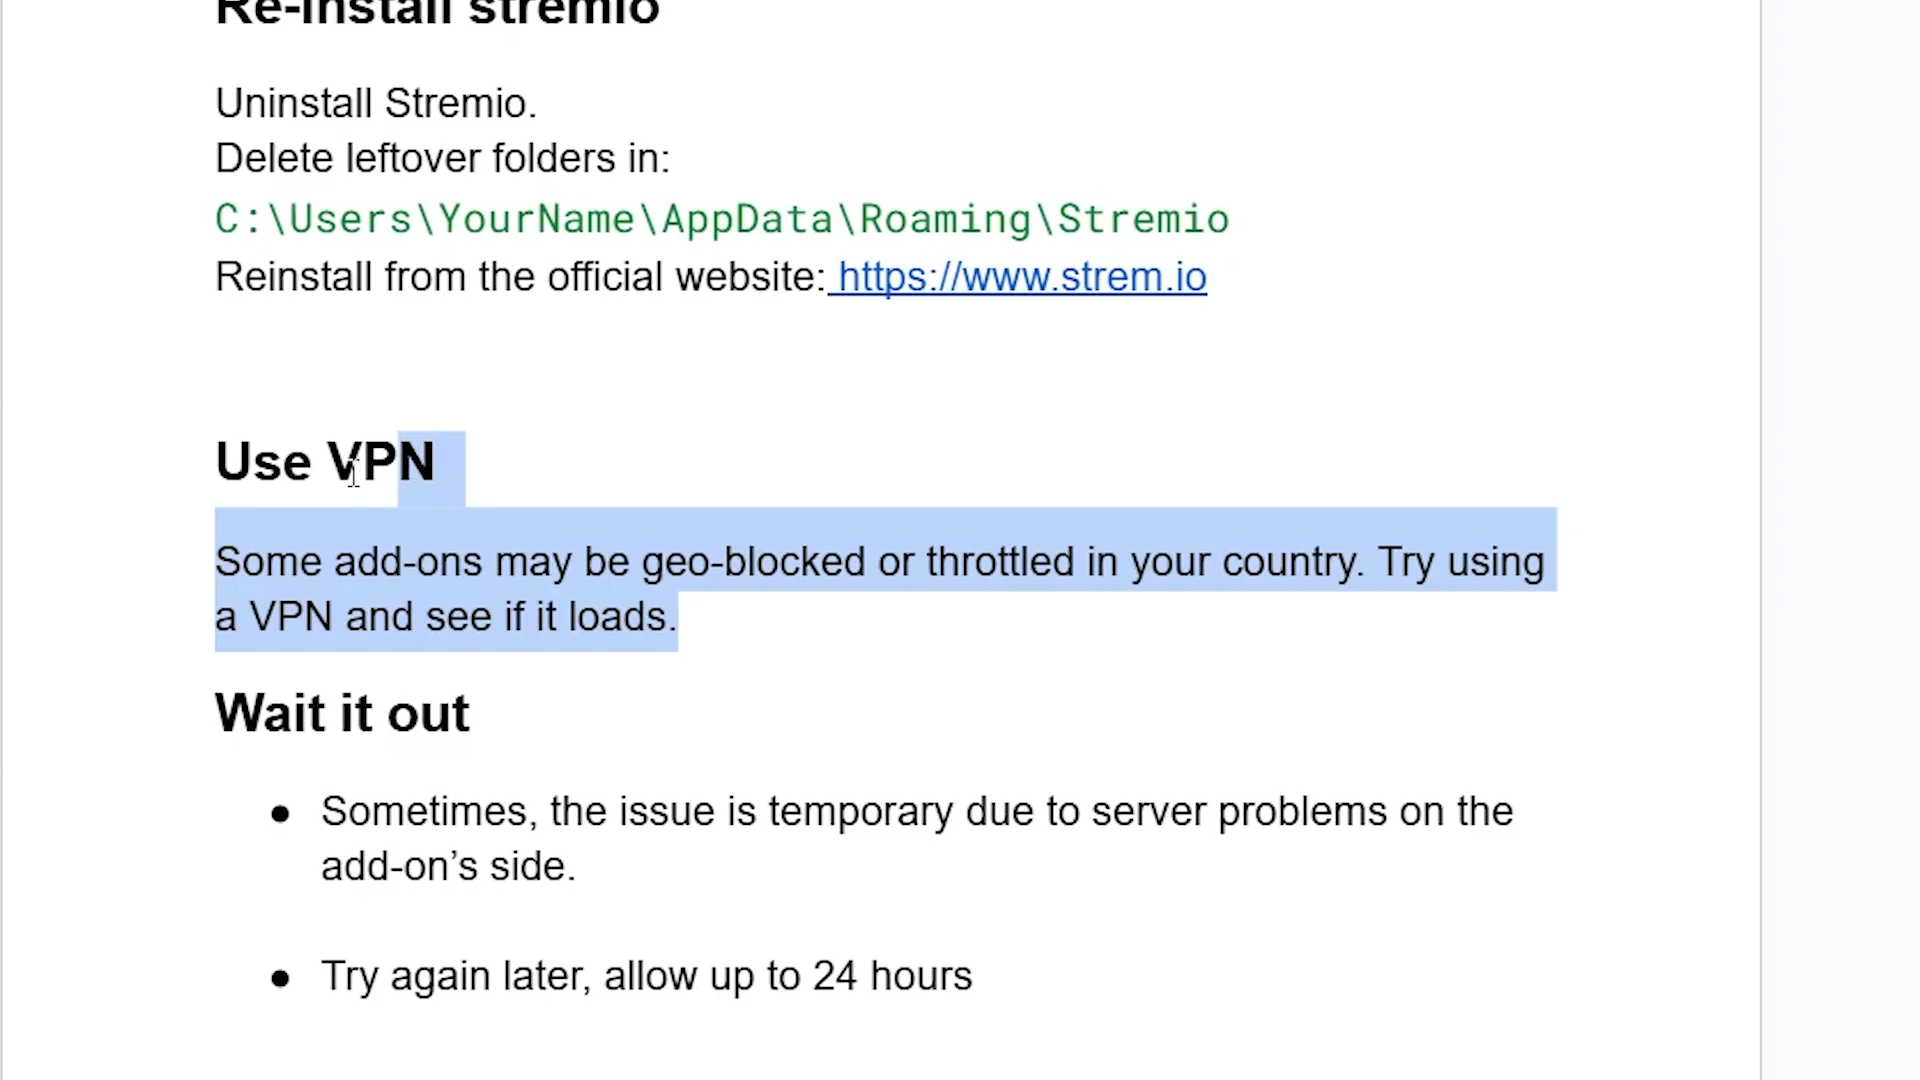 Re-install stremio
Uninstall Stremio.
Delete leftover folders in:
C:\Users\YourName\AppData\Roaming\Stremio
Reinstall from the official website: https://www.strem.io
Use VPN
Some add-ons may be geo-blocked or throttled in your country. Try using
a VPN and see if it loads.
Wait it out
● Sometimes, the issue is temporary due to server problems on the
add-on’s side.
● Try again later, allow up to 24 hours